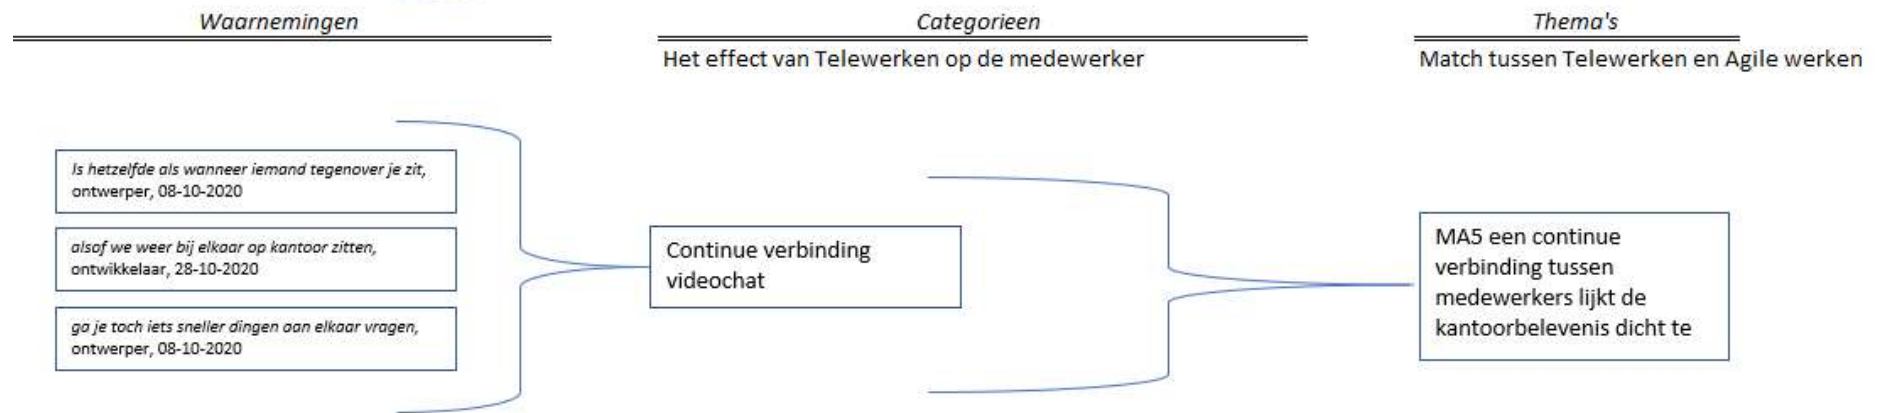 Waarnemingen
Categorieen
Thema's
Het effect van Telewerken op de medewerker
Match tussen Telewerken en Agile werken
Is hetzelfde als wanneer iemand tegenover je zit,
ontwerper, 08-10-2020
alsof we weer bij elkaar op kantoor zitten,
ontwikkelaar, 28-10-2020
ga je toch iets sneller dingen aan elkaar vragen,
ontwerper, 08-10-2020
Continue verbinding
videochat
MA5 een continue
verbinding tussen
medewerkers lijkt de
kantoorbelevenis dicht te